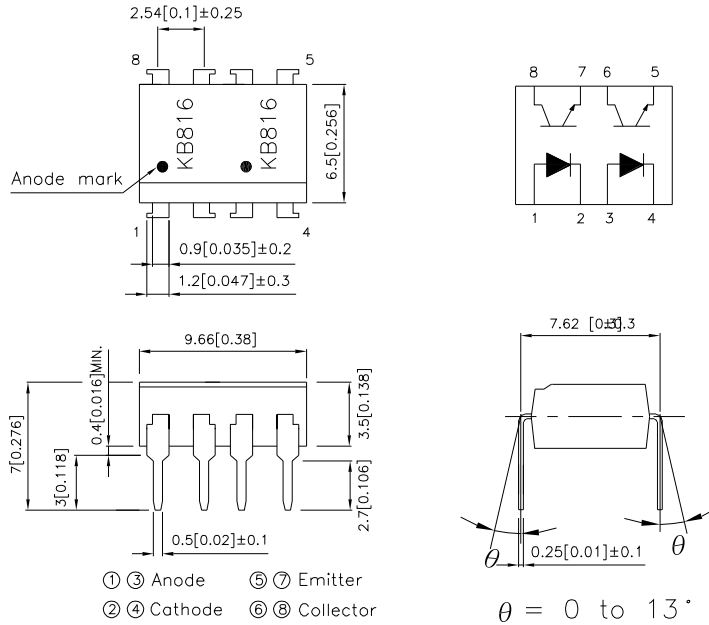 2.54[0.1]±0.25
8
5
KB816
KB816
6.5[0.256]
Anode mark
1
4
0.9[0.035]±0.2
1.2[0.047]±0.3
8 7 6 5
1 2 3 4
9.66[0.38]
7[0.276]
0.4[0.016]MIN.
3[0.118]
3.5[0.138]
2.7[0.106]
0.5[0.02]±0.1
7.62
θ
0.25[0.01]±0.1
θ
① ③ Anode ⑤ ⑦ Emitter
② ④ Cathode ⑥ ⑧ Collector
θ = 0 to 13°